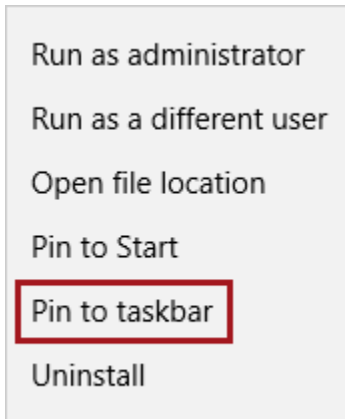 Run as administrator
Run as a different user
Open file location
Pin to Start
Pin to taskbar
Uninstall